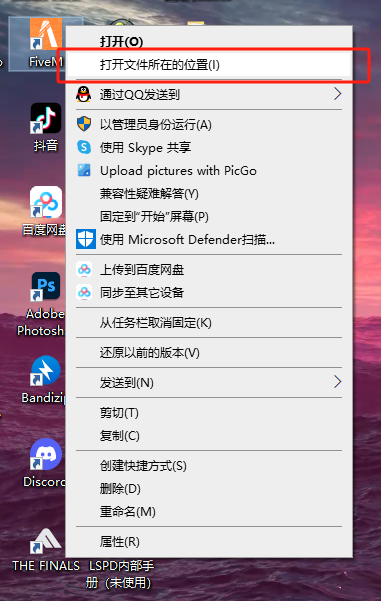 FiveM
打开(O)
打开文件所在的位置(I)
通过QQ发送到
抖音
以管理员身份运行(A)
使用 Skype 共享
Upload pictures with PicGo
兼容性疑难解答(Y)
固定到“开始”屏幕(P)
百度网盘
使用 Microsoft Defender扫描...
上传到百度网盘
同步至其它设备
Ps
Adobe
Photoshop
从任务栏取消固定(K)
还原以前的版本(V)
发送到(N)
Bandizip
剪切(T)
复制(C)
创建快捷方式(S)
Discord
删除(D)
重命名(M)
属性(R)
THE FINALS
LSPD内部手
册（未使用）